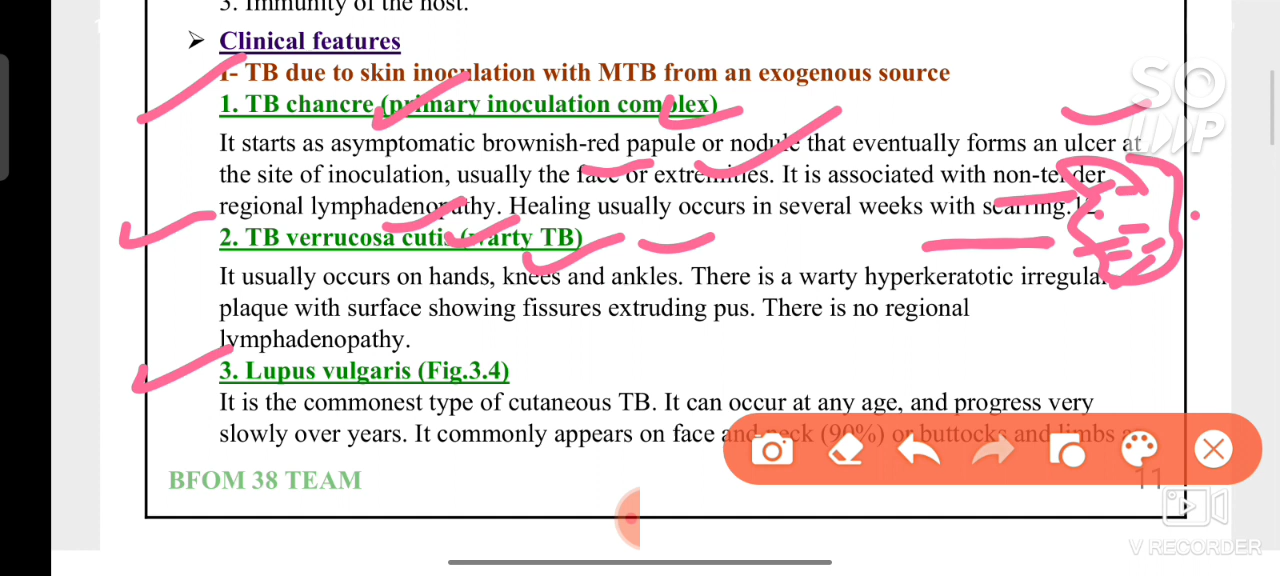 3. Immunity of the host.
➤ Clinical features
1- TB due to skin inoculation with MTB from an exogenous source
1. TB chancre (primary inoculation complex)
It starts as asymptomatic brownish-red papule or nodule that eventually forms an ulcer at
the site of inoculation, usually the face or extremities. It is associated with non-tender
regional lymphadenopathy. Healing usually occurs in several weeks with scarring.
2. TB verrucosa cutis (warty TB)
It usually occurs on hands, knees and ankles. There is a warty hyperkeratotic irregular
plaque with surface showing fissures extruding pus. There is no regional
lymphadenopathy.
3. Lupus vulgaris (Fig.3.4)
It is the commonest type of cutaneous TB. It can occur at any age, and progress very
slowly over years. It commonly appears on face and neck (90%) or buttocks and limbs
BFOM 38 TEAM
11
V RECORDER